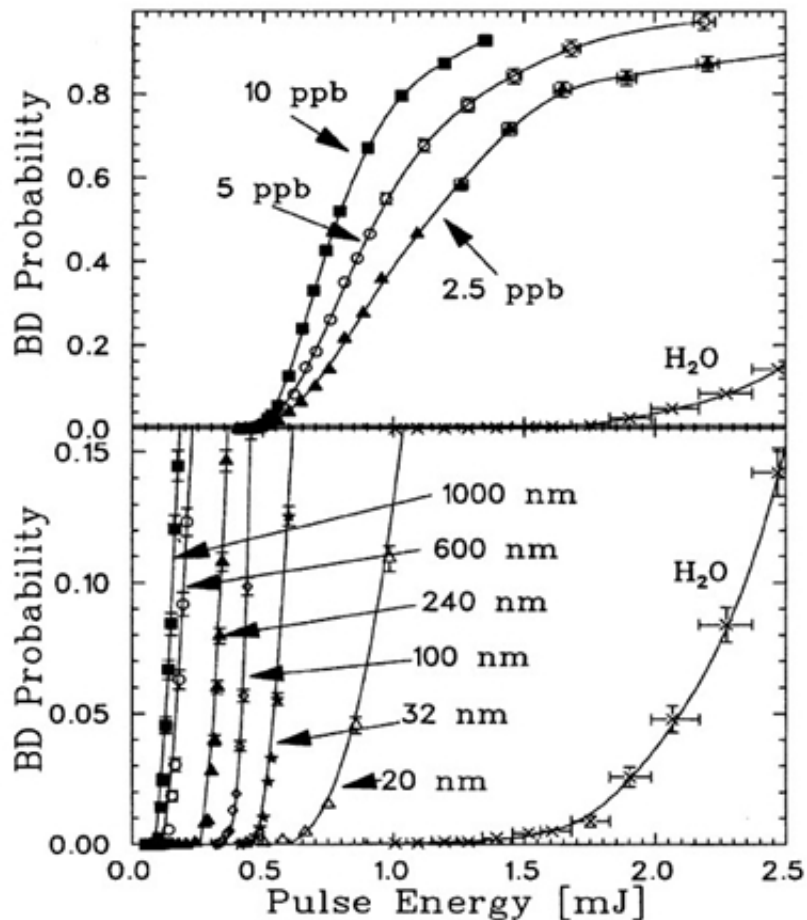 BD Probability
0.8
0.6
0.4
0.2
0.0
10 ppb
5 ppb
2.5 ppb
H₂O
BD Probability
0.15
0.10
0.05
0.00
1000 nm
600 nm
240 nm
100 nm
32 nm
20 nm
H₂O
0.0 0.5 1.0 1.5 2.0 2.5
Pulse Energy [mJ]